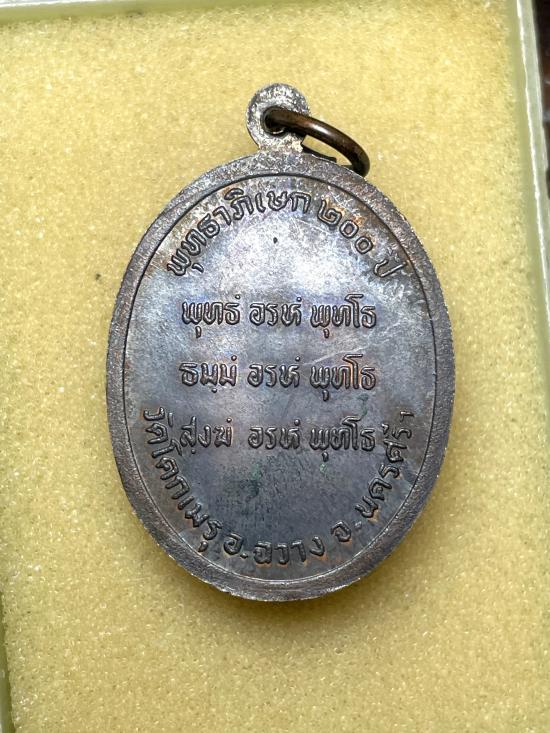 พุทธาภิเษก ๒๐๐ ปี
พุทธํ อรหํ พุทโธ
ธมฺมํ อรหํ พุทโธ
สฺงฆํ อรหํ พุทโธ
วัดโคกเมรุ อ.ฉวาง จ.นครศรีฯ